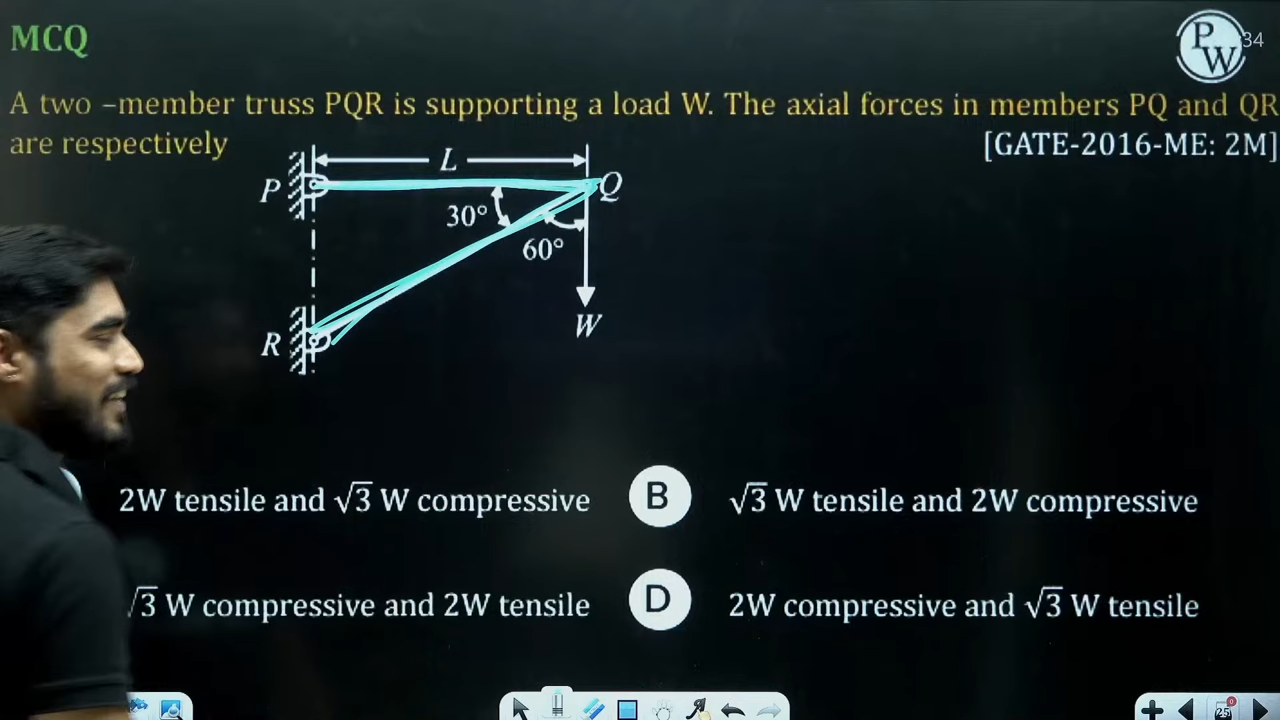 MCQ
PW
34
A two –member truss PQR is supporting a load W. The axial forces in members PQ and QR
are respectively
[GATE-2016-ME: 2M]
L
P
Q
30°
60°
W
R
2W tensile and √3 W compressive
B
√3 W tensile and 2W compressive
√3 W compressive and 2W tensile
D
2W compressive and √3 W tensile
25